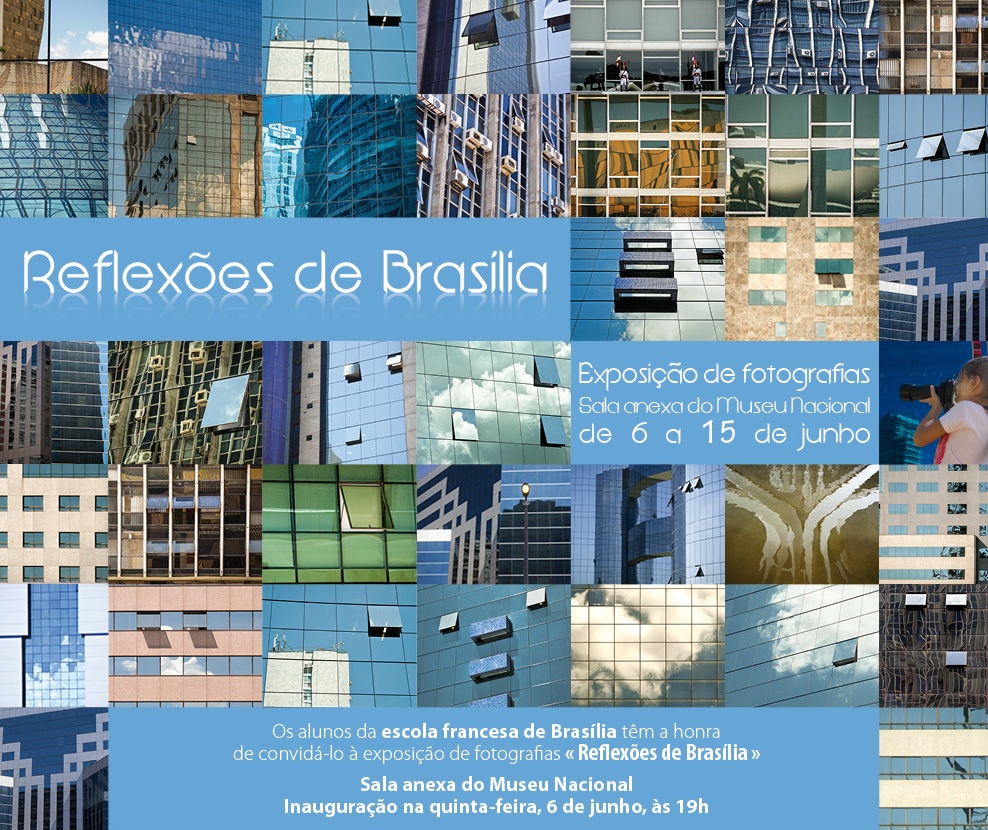 Reflexões de Brasília
Exposição de fotografias
Sala anexa do Museu Nacional
de 6 a 15 de junho
Os alunos da escola francesa de Brasília têm a honra
de convidá-lo à exposição de fotografias « Reflexões de Brasília »
Sala anexa do Museu Nacional
Inauguração na quinta-feira, 6 de junho, às 19h